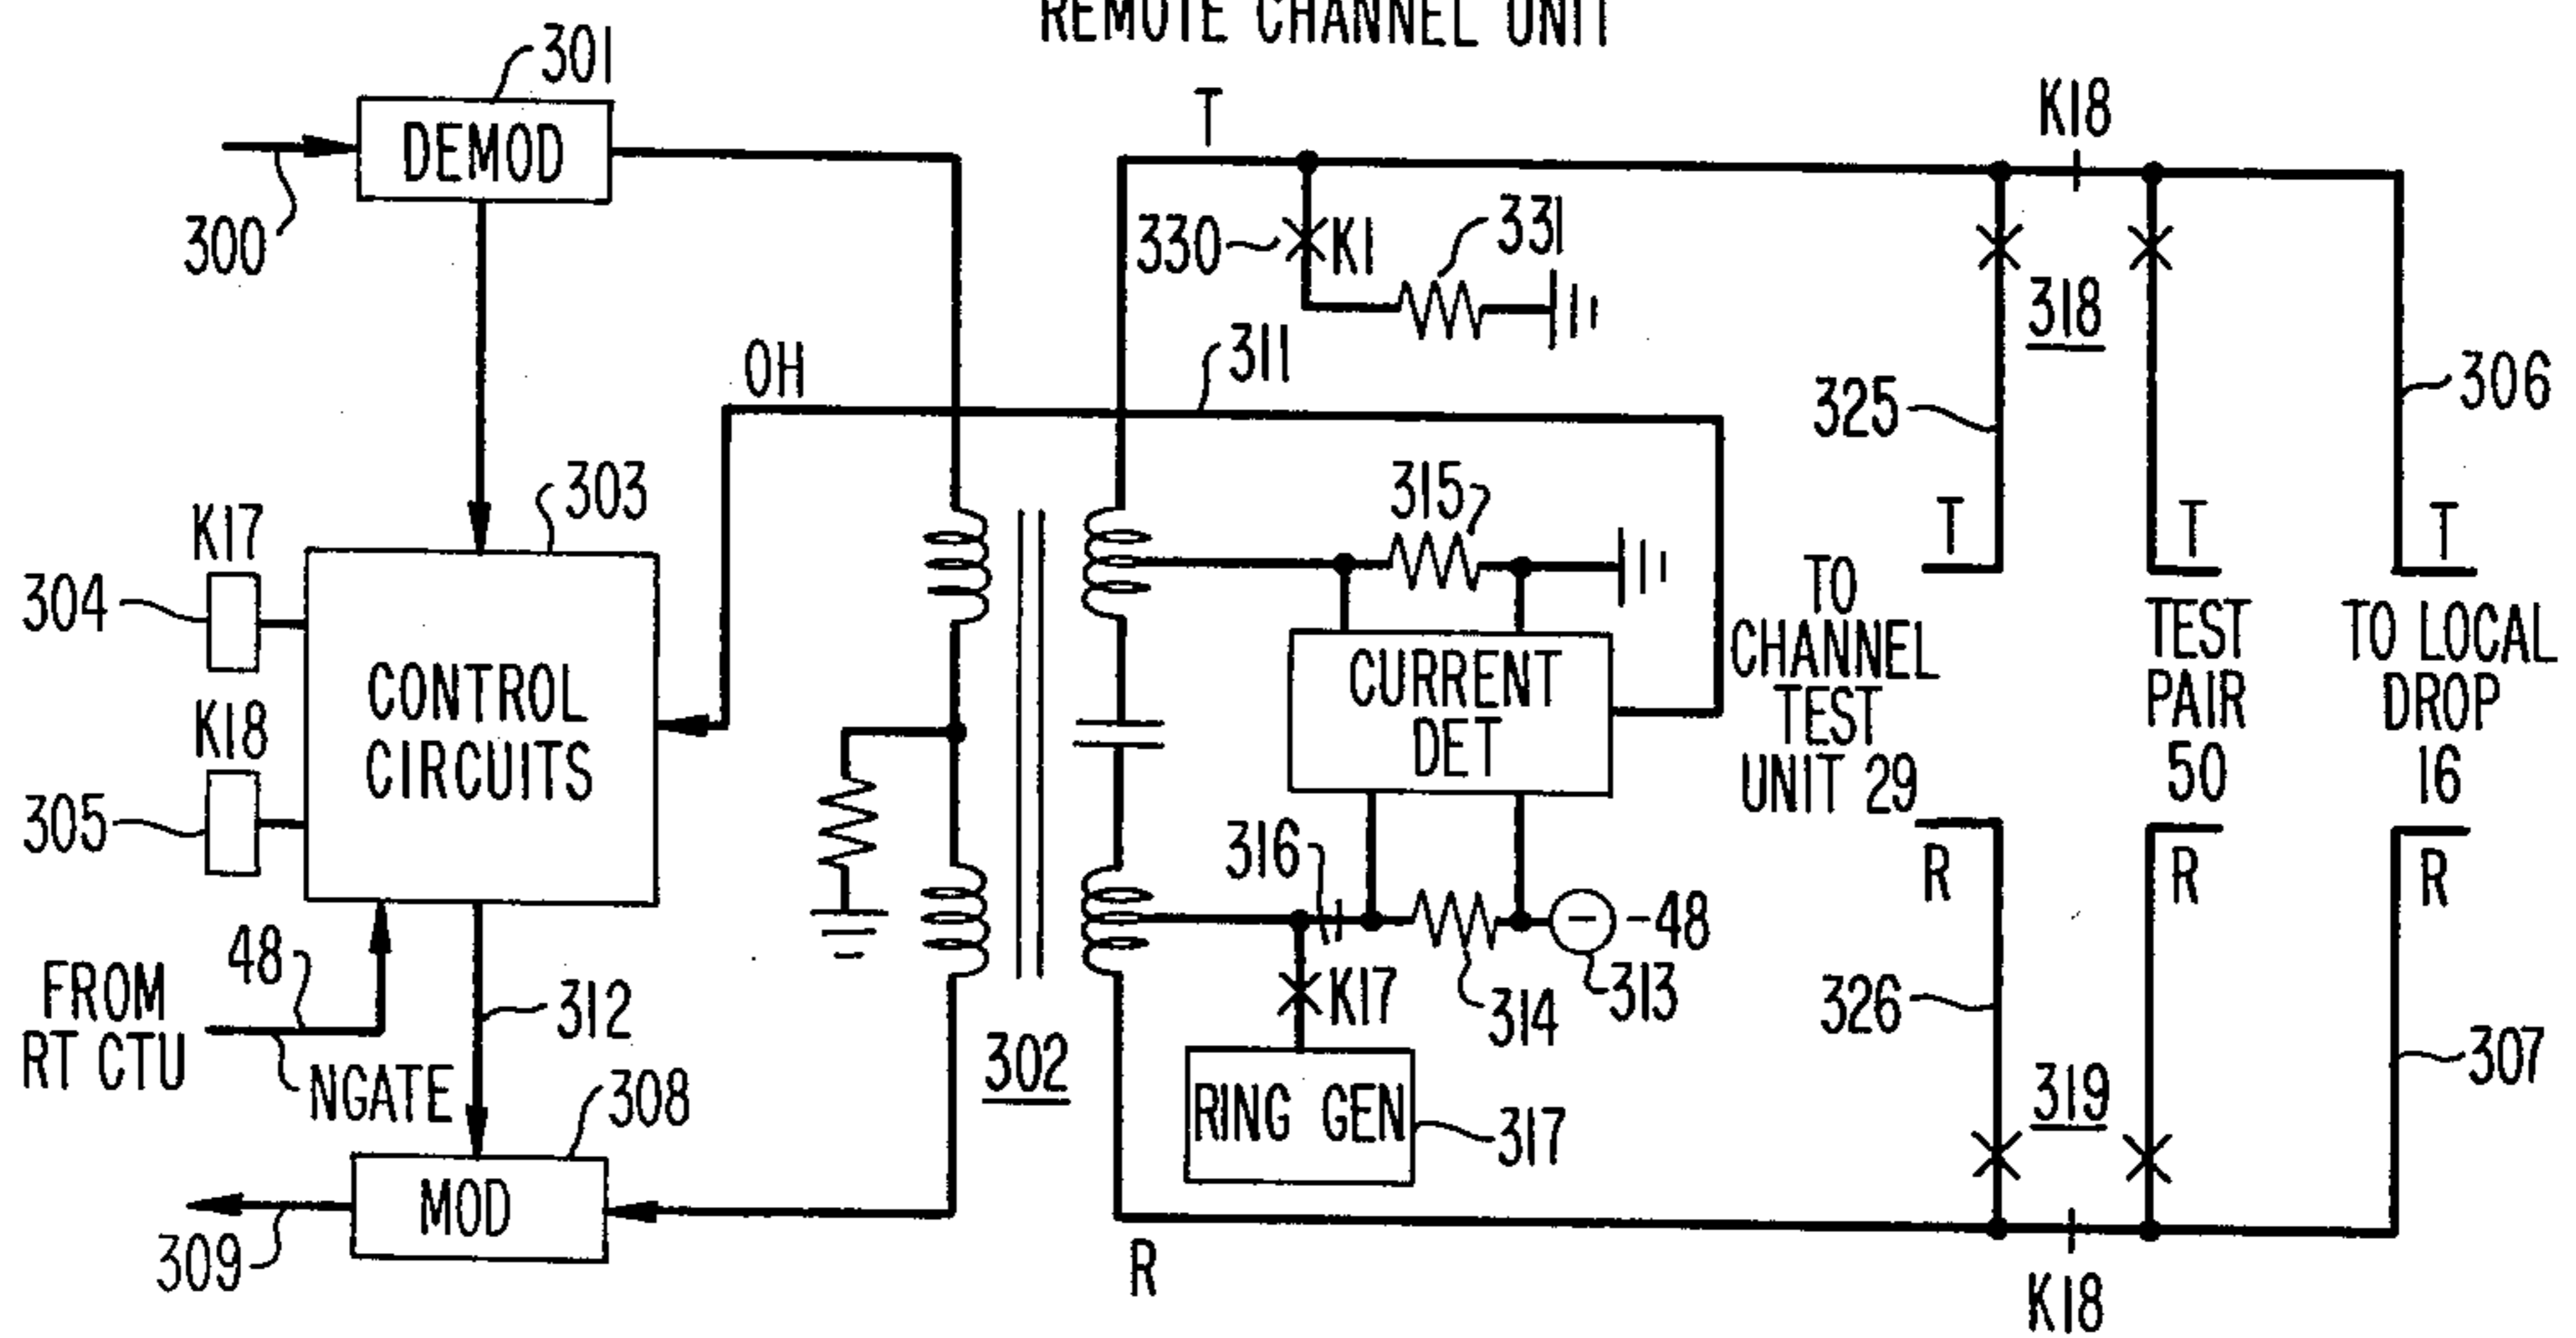 REMOTE CHANNEL UNIT
301
DEMOD
300
T
K18
330
K1
331
318
OH
311
325
306
303
K17
304
K18
305
CONTROL
CIRCUITS
315
CURRENT
DET
T
TO
CHANNEL
TEST
UNIT 29
R
T
TEST
PAIR
50
R
T
TO LOCAL
DROP
16
R
316
-
-48
313
314
K17
RING GEN
317
302
FROM
RT CTU
48
NGATE
312
308
MOD
309
326
319
307
R
K18